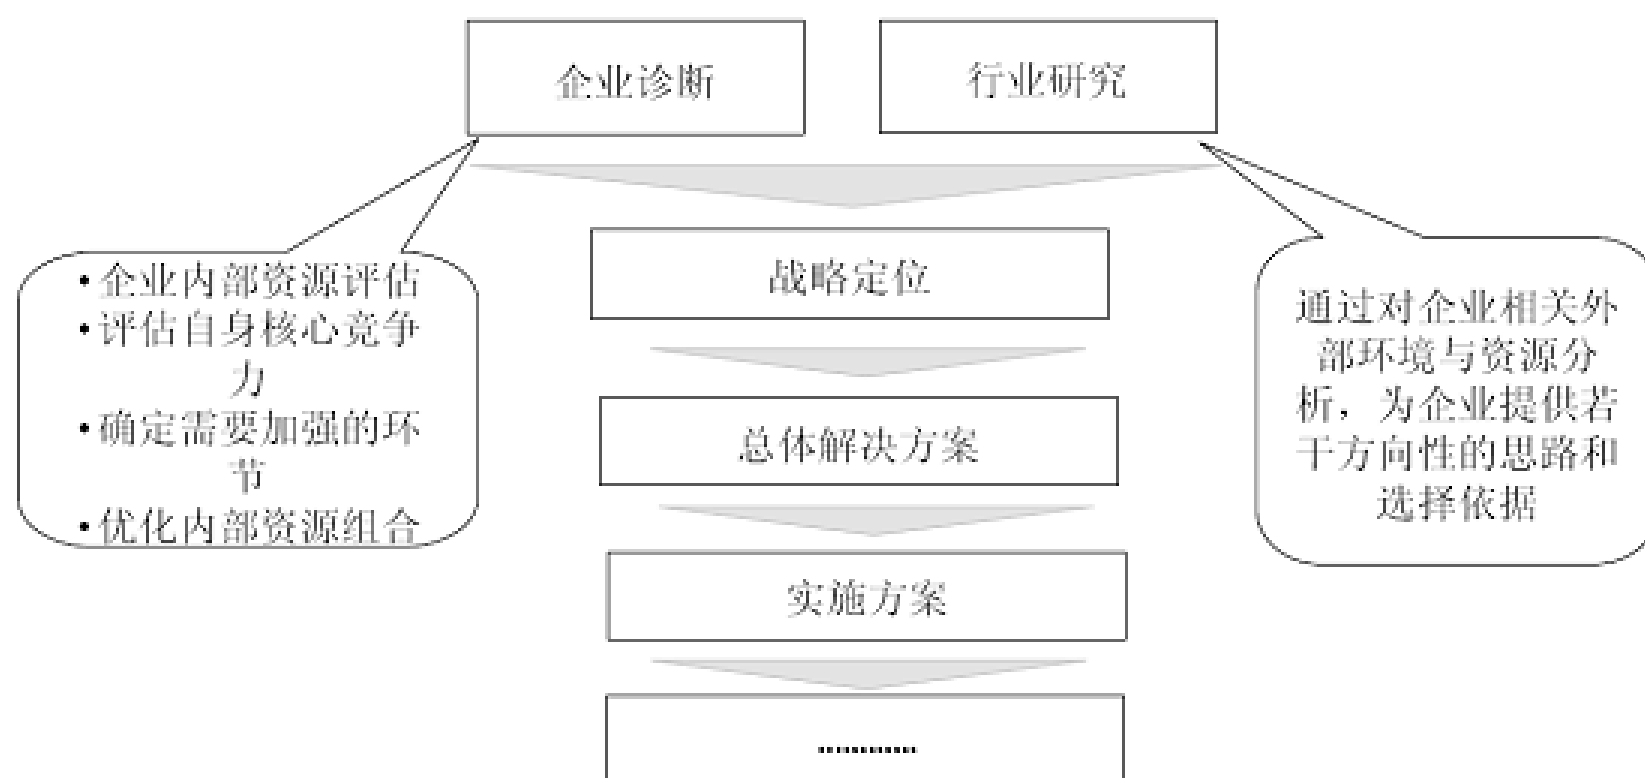 企业诊断
行业研究
•企业内部资源评估
•评估自身核心竞争
力
•确定需要加强的环
节
•优化内部资源组合
战略定位
总体解决方案
实施方案
............
通过对企业相关外
部环境与资源分
析，为企业提供若
干方向性的思路和
选择依据